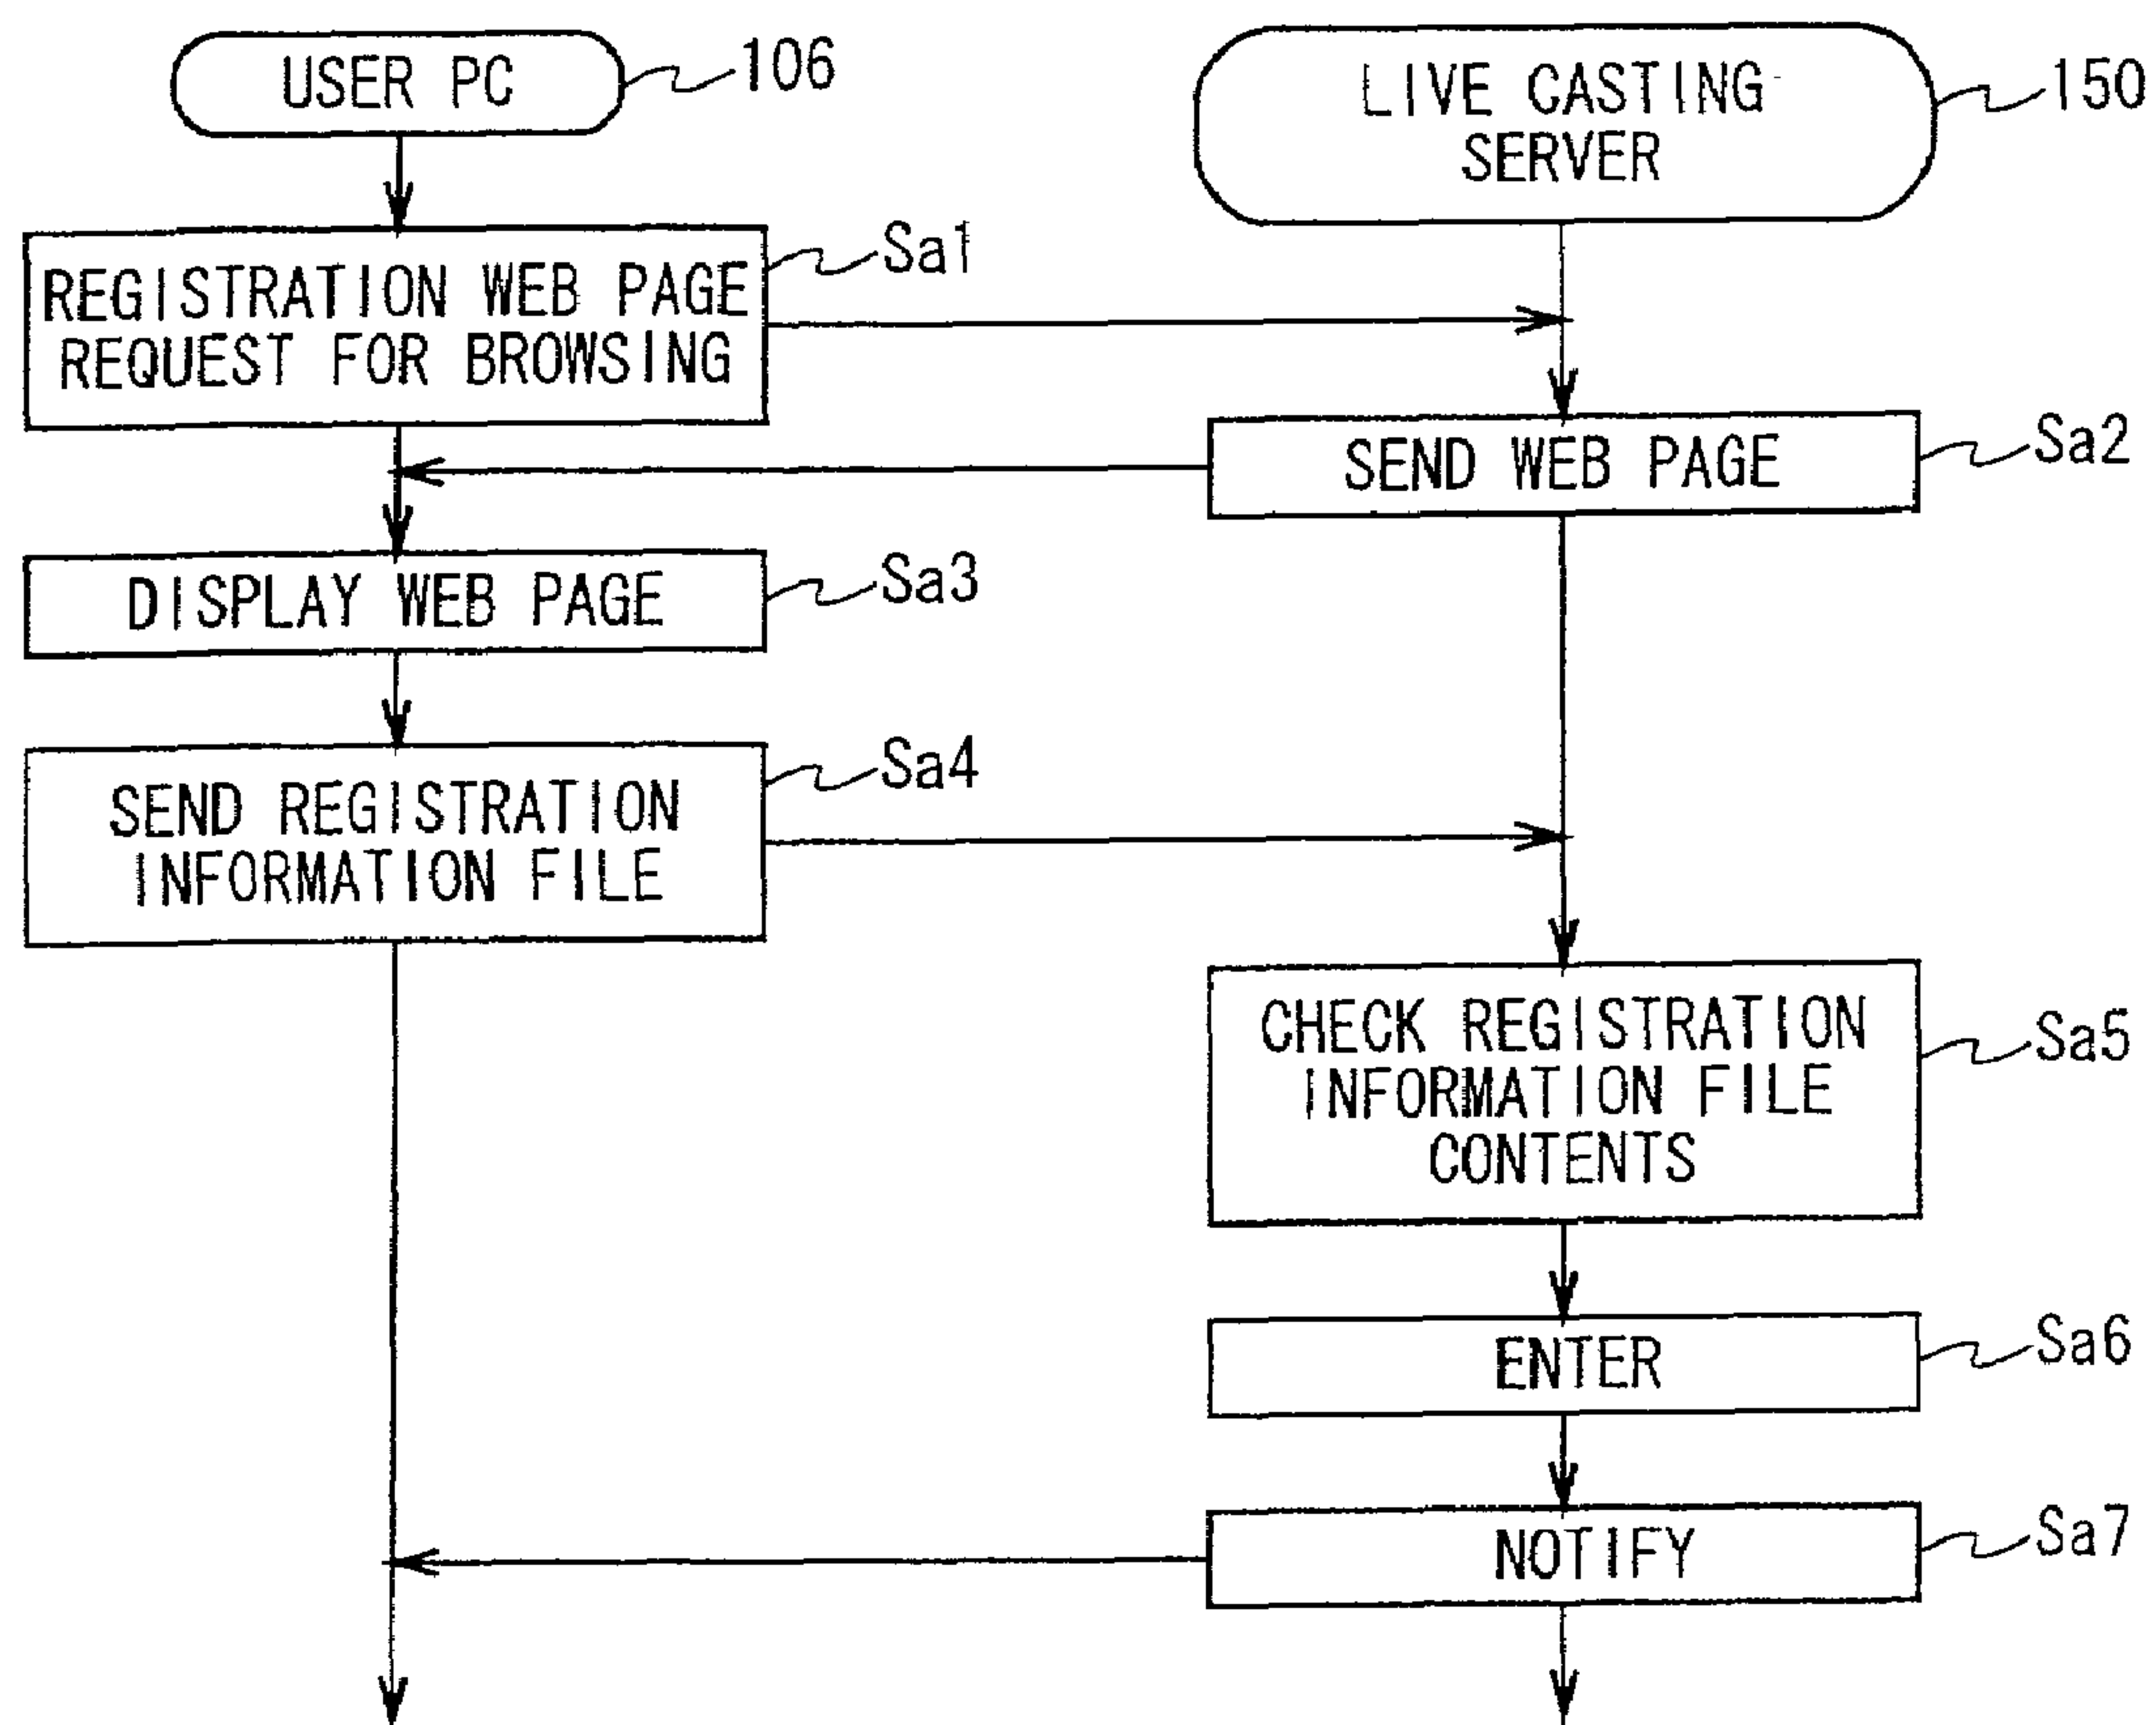 USER PC
106
LIVE CASTING
SERVER
150
REGISTRATION WEB PAGE
REQUEST FOR BROWSING
Sa1
SEND WEB PAGE
Sa2
DISPLAY WEB PAGE
Sa3
SEND REGISTRATION
INFORMATION FILE
Sa4
CHECK REGISTRATION
INFORMATION FILE
CONTENTS
Sa5
ENTER
Sa6
NOTIFY
Sa7